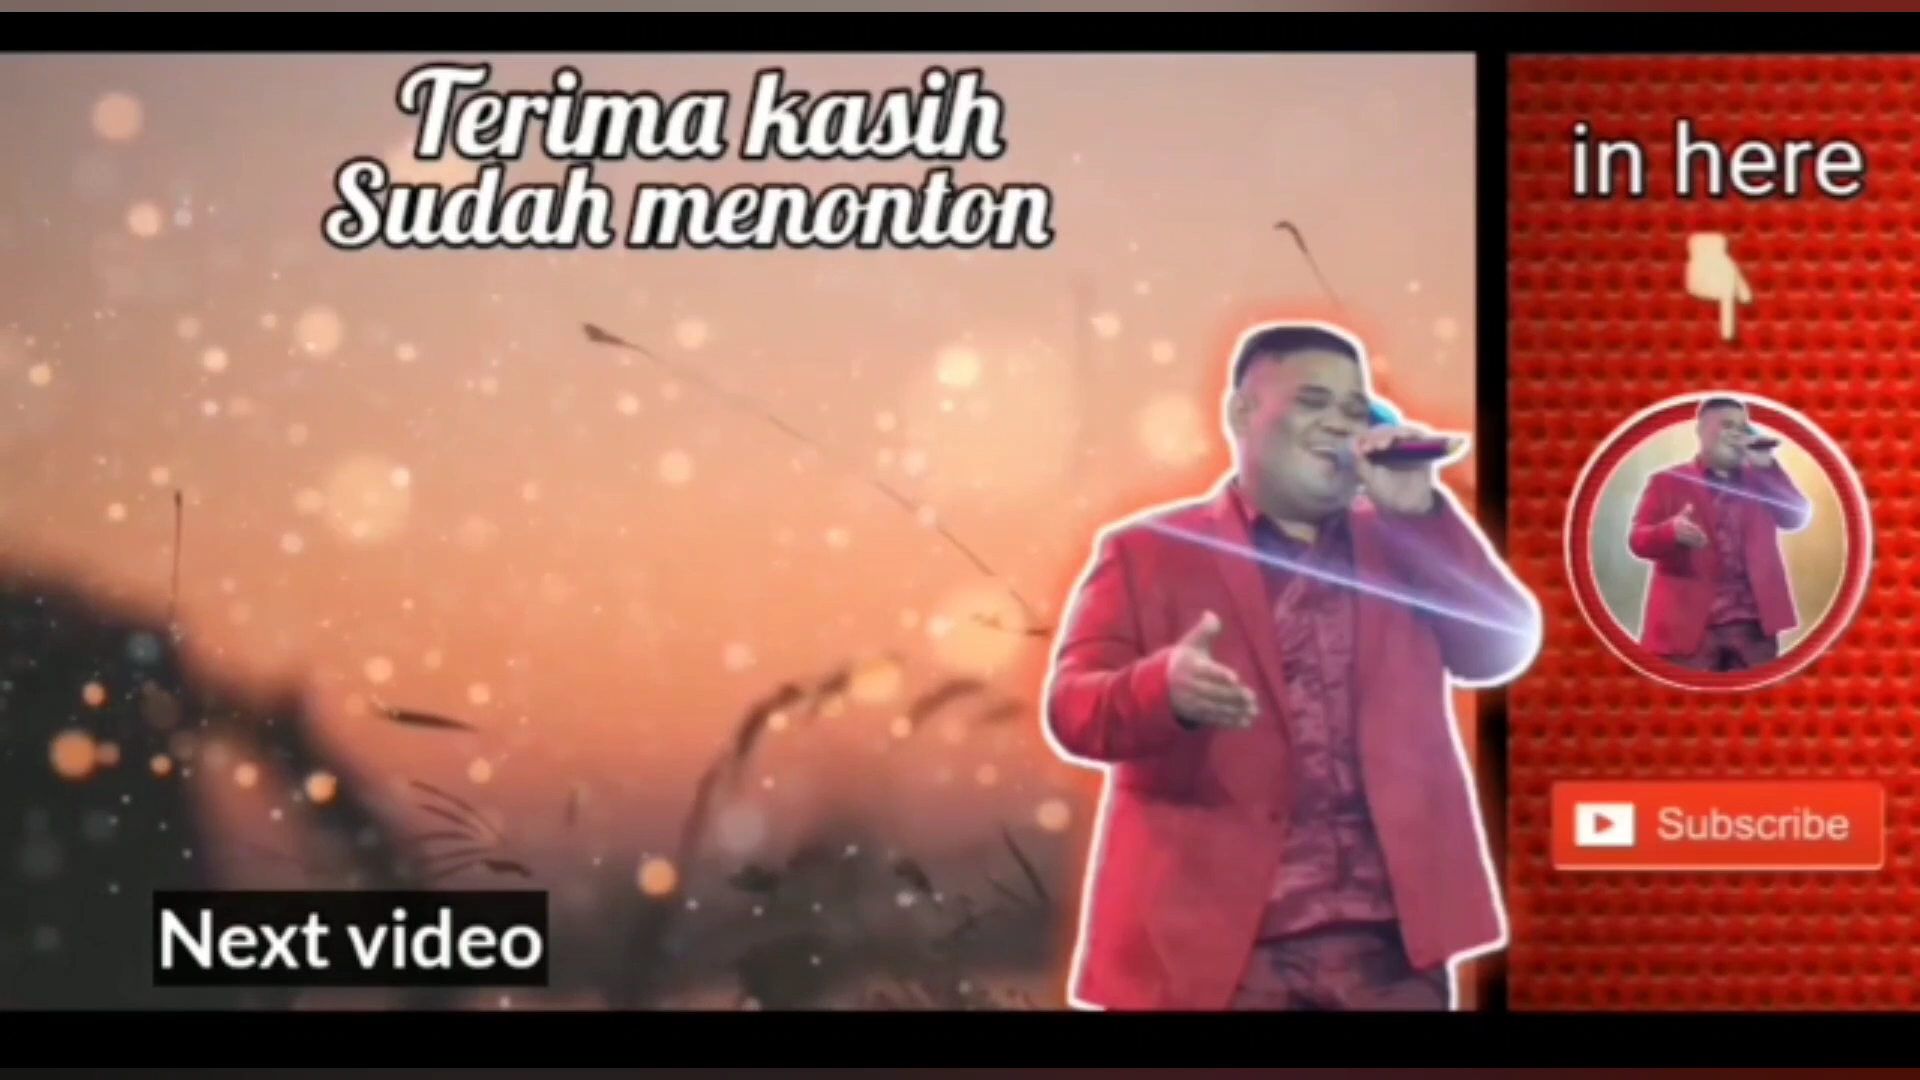 Terima kasih
Sudah menonton
in here
Subscribe
Next video